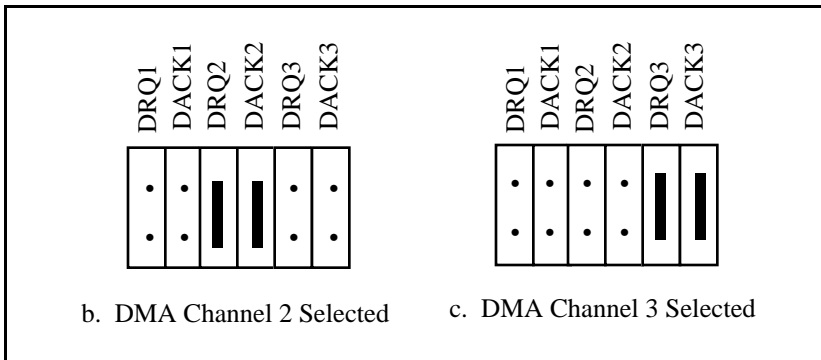 DRQ1
DACK1
DRQ2
DACK2
DRQ3
DACK3
b. DMA Channel 2 Selected
DRQ1
DACK1
DRQ2
DACK2
DRQ3
DACK3
c. DMA Channel 3 Selected